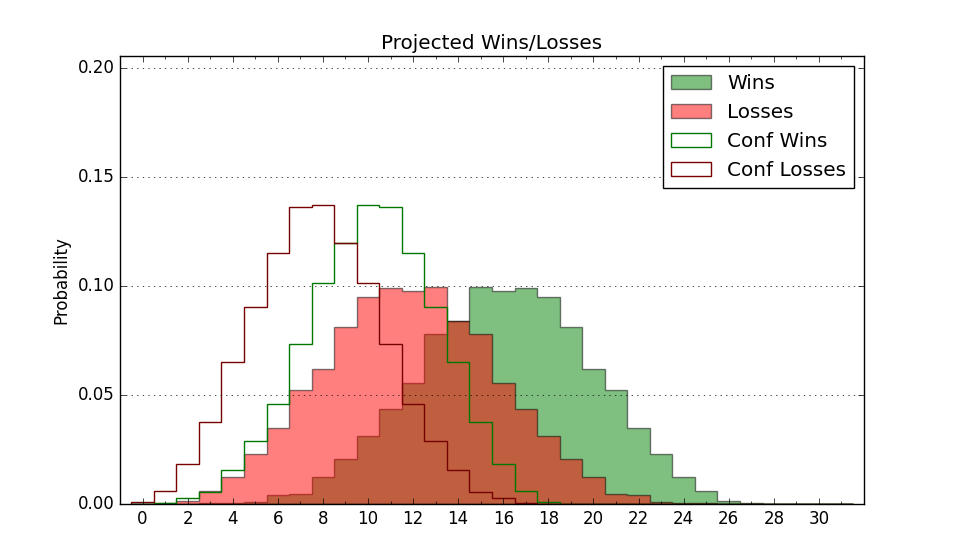 Projected Wins/Losses
0.20
0.15
0.10
0.05
0.00
Probability
Wins
Losses
Conf Wins
Conf Losses
0 2 4 6 8 10 12 14 16 18 20 22 24 26 28 30